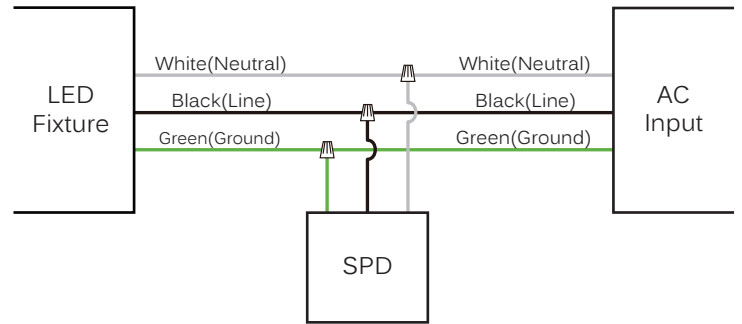 LED
Fixture
White(Neutral)
Black(Line)
Green(Ground)
White(Neutral)
Black(Line)
Green(Ground)
AC
Input
SPD